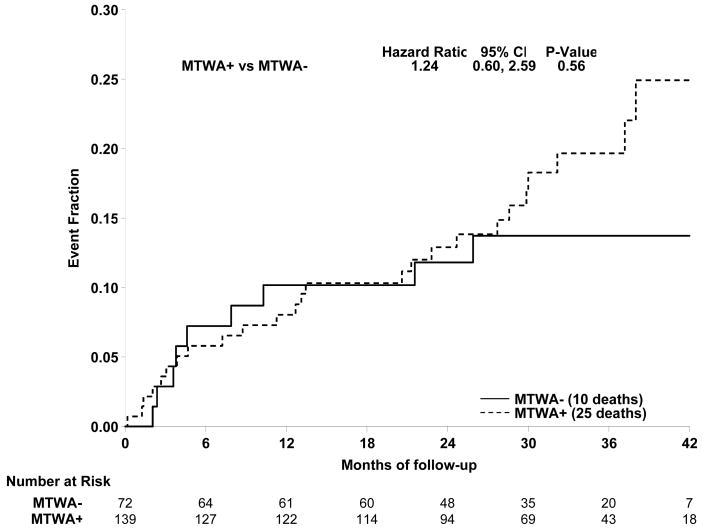 0.30
Hazard Ratio 95% CI P-Value
MTWA+ vs MTWA- 1.24 0.60, 2.59 0.56
0.25
0.20
0.15
0.10
0.05
0.00
Event Fraction
MTWA- (10 deaths)
MTWA+ (25 deaths)
0 6 12 18 24 30 36 42
Months of follow-up
Number at Risk
MTWA- 72 64 61 60 48 35 20 7
MTWA+ 139 127 122 114 94 69 43 18